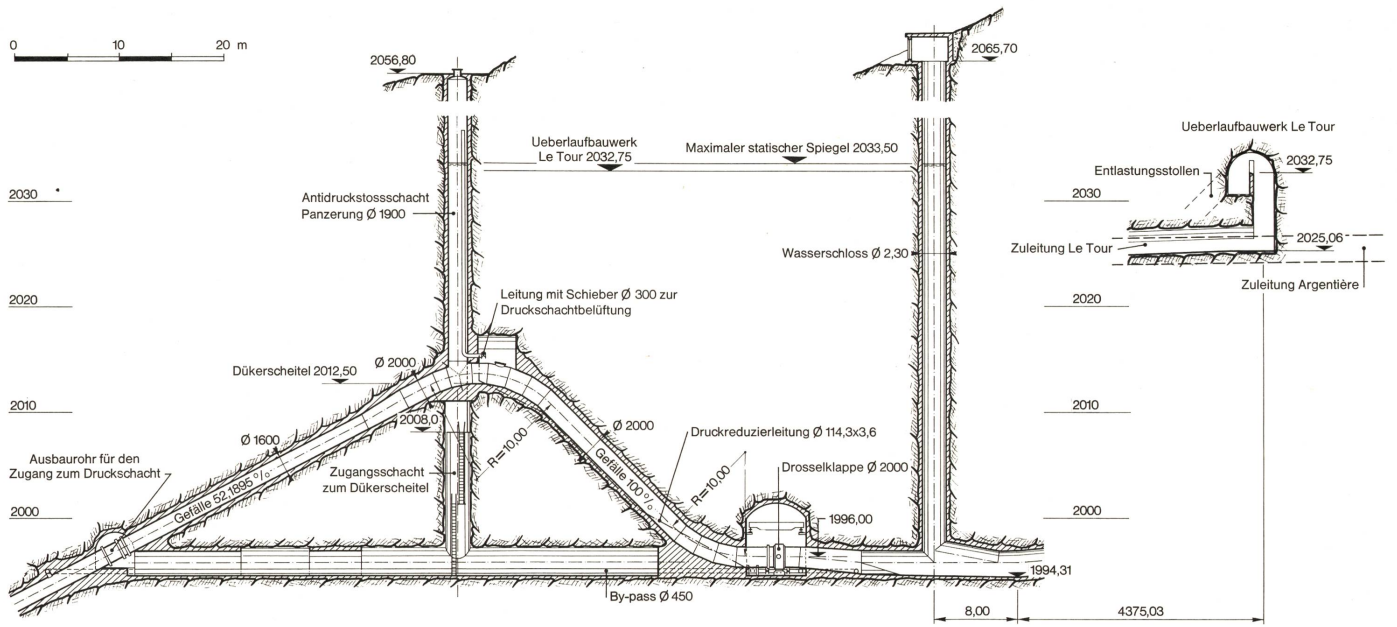 0 10 20 m
2056,80
2065,70
Ueberlaufbauwerk
Le Tour 2032,75
Maximaler statischer Spiegel 2033,50
Ueberlaufbauwerk Le Tour
2032,75
Entlastungsstollen
2030
2030
Antidruckstossschacht
Panzerung Ø 1900
Zuleitung Le Tour
2025,06
Wasserschloss Ø 2,30
Zuleitung Argentière
Leitung mit Schieber Ø 300 zur
Druckschachtbelüftung
2020
2020
Dükerscheitel 2012,50
Ø 2000
2010
2010
2008,0
Ø 1600
R=10,00
Ø 2000
Druckreduzierleitung Ø 114,3x3,6
Ausbaurohr für den
Zugang zum Druckschacht
Zugangsschacht
zum Dükerscheitel
Gefälle 52,1895 %
Gefälle 100 %
R=10,00
Drosselklappe Ø 2000
2000
2000
1996,00
1994,31
By-pass Ø 450
8,00
4375,03